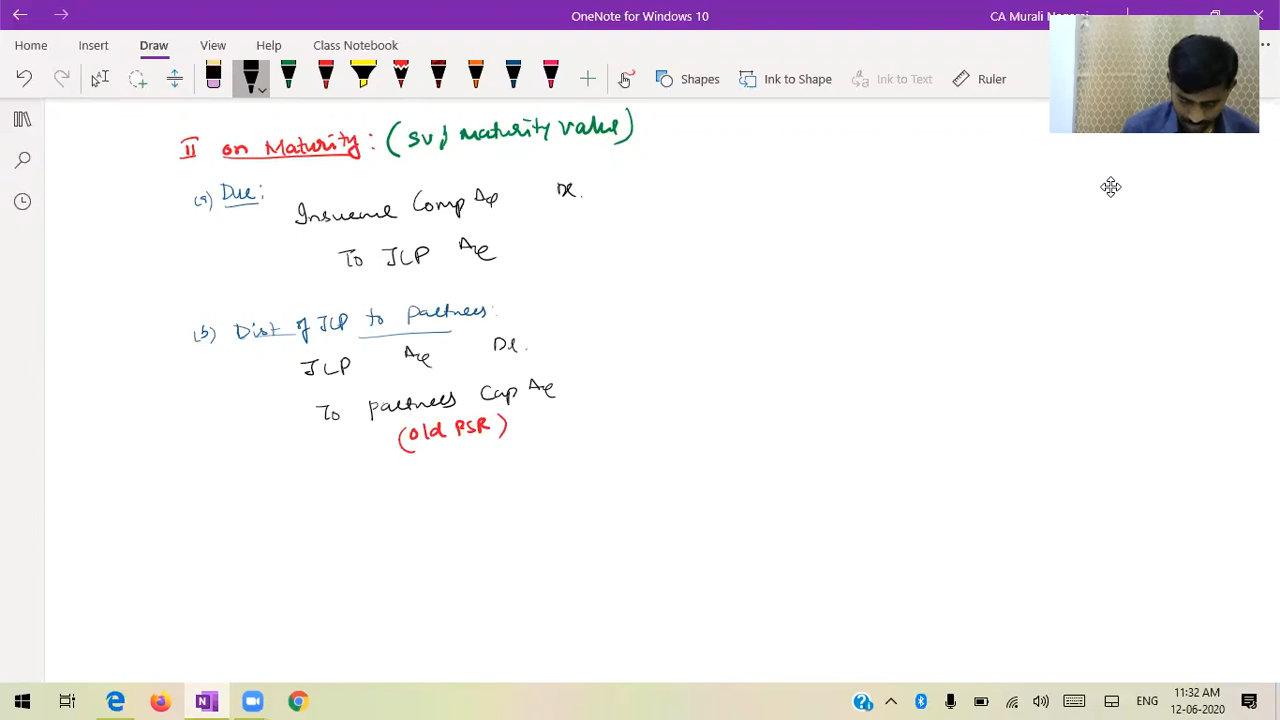 OneNote for Windows 10
CA Murali
Home Insert Draw View Help Class Notebook
Shapes Ink to Shape Ink to Text Ruler
II on Maturity: (SV/maturity value)
(a) Due:
Insurance Comp A/c Dr.
To JLP A/c
(b) Dist of JLP to partners:
JLP A/c Dr.
To partners Cap A/c
(old PSR)
ENG
11:32 AM
12-06-2020